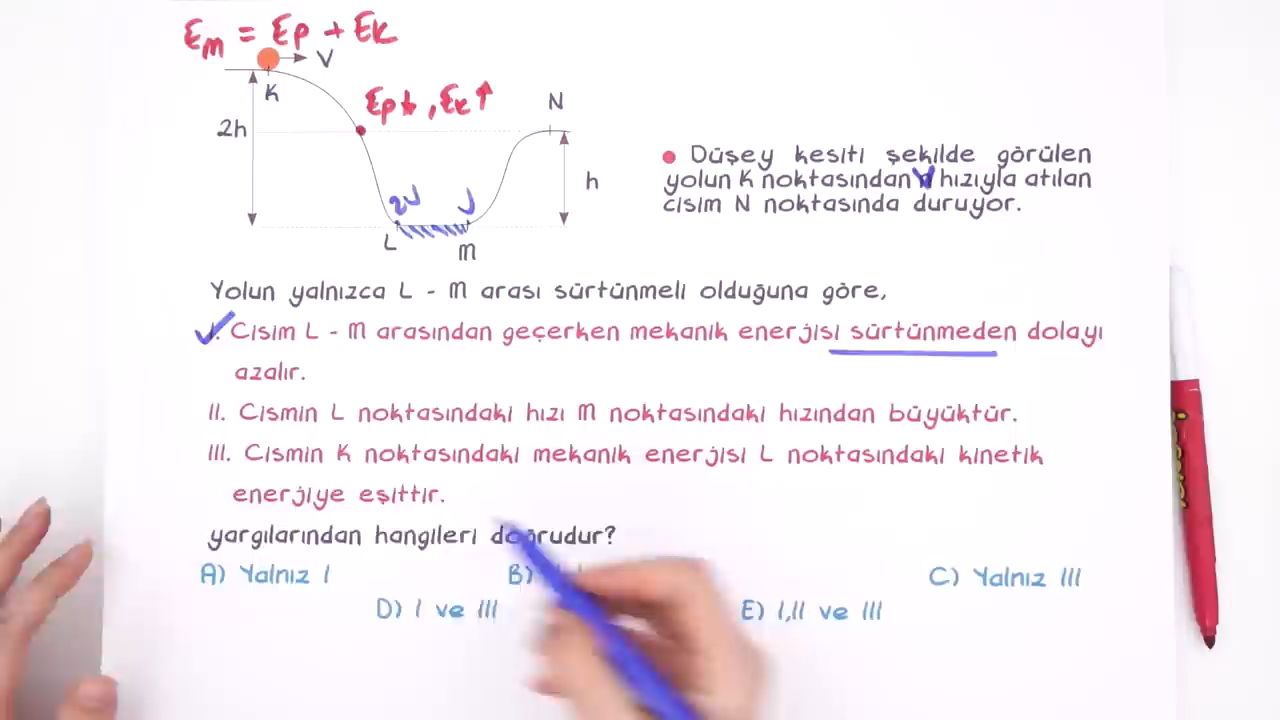 Em = Ep + Ek
V
K
Ep↓, Ek↑
N
2h
h
2V
V
L
M
Düşey kesiti şekilde görülen
yolun K noktasından V hızıyla atılan
cisim N noktasında duruyor.
Yolun yalnızca L - M arası sürtünmeli olduğuna göre,
I. Cisim L - M arasından geçerken mekanik enerjisi sürtünmeden dolayı
azalır.
II. Cismin L noktasındaki hızı M noktasındaki hızından büyüktür.
III. Cismin K noktasındaki mekanik enerjisi L noktasındaki kinetik
enerjiye eşittir.
yargılarından hangileri doğrudur?
A) Yalnız I
B)
C) Yalnız III
D) I ve III
E) I,II ve III